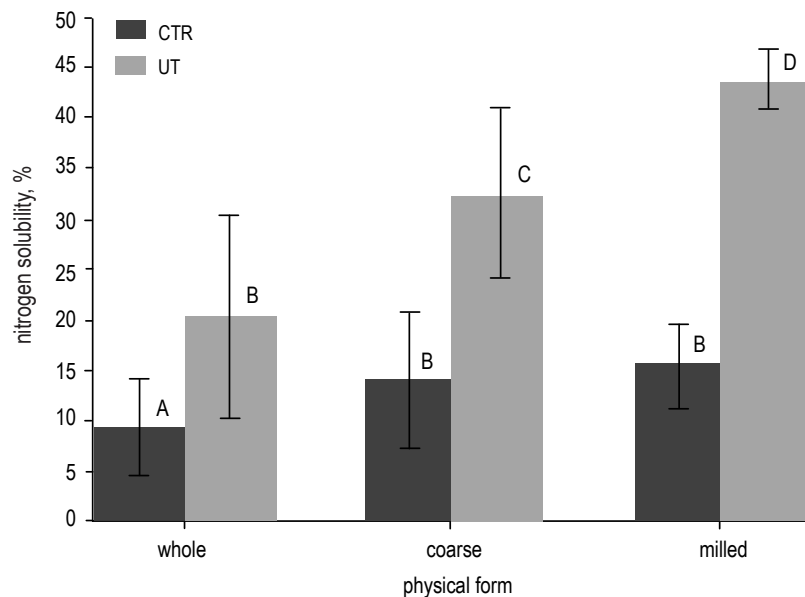 50
45
40
35
30
25
20
15
10
5
0
nitrogen solubility, %
CTR
UT
A
B
B
C
B
D
whole coarse milled
physical form